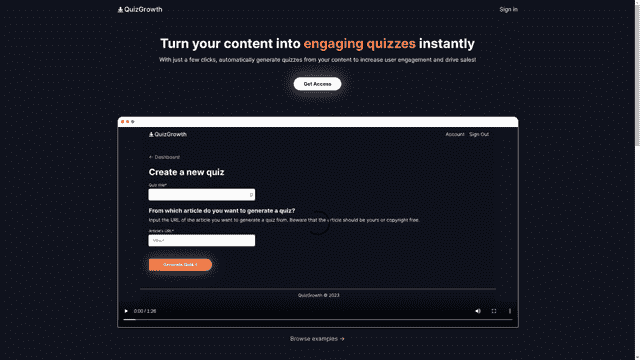 QuizGrowth
Sign in
Turn your content into engaging quizzes instantly
With just a few clicks, automatically generate quizzes from your content to increase user engagement and drive sales!
Get Access
QuizGrowth
Account Sign Out
← Dashboard
Create a new quiz
Quiz title*
From which article do you want to generate a quiz?
Input the URL of the article you want to generate a quiz from. Beware that the article should be yours or copyright free.
Article's URL*
Generate Quiz
QuizGrowth © 2023
0:00 / 1:26
Browse examples →